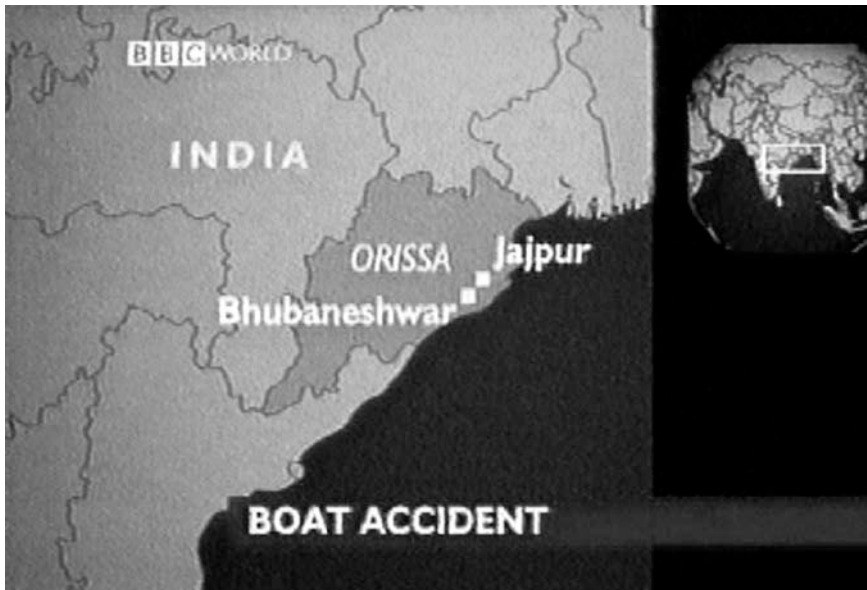 BBC WORLD
INDIA
ORISSA
Jajpur
Bhubaneshwar
BOAT ACCIDENT